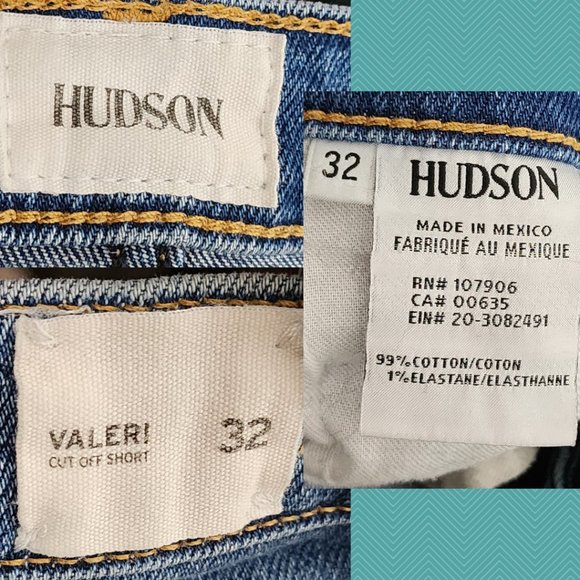 HUDSON
VALERI
CUT OFF SHORT
32
32
HUDSON
MADE IN MEXICO
FABRIQUÉ AU MEXIQUE
RN# 107906
CA# 00635
EIN# 20-3082491
99% COTTON/COTON
1% ELASTANE/ELASTHANNE